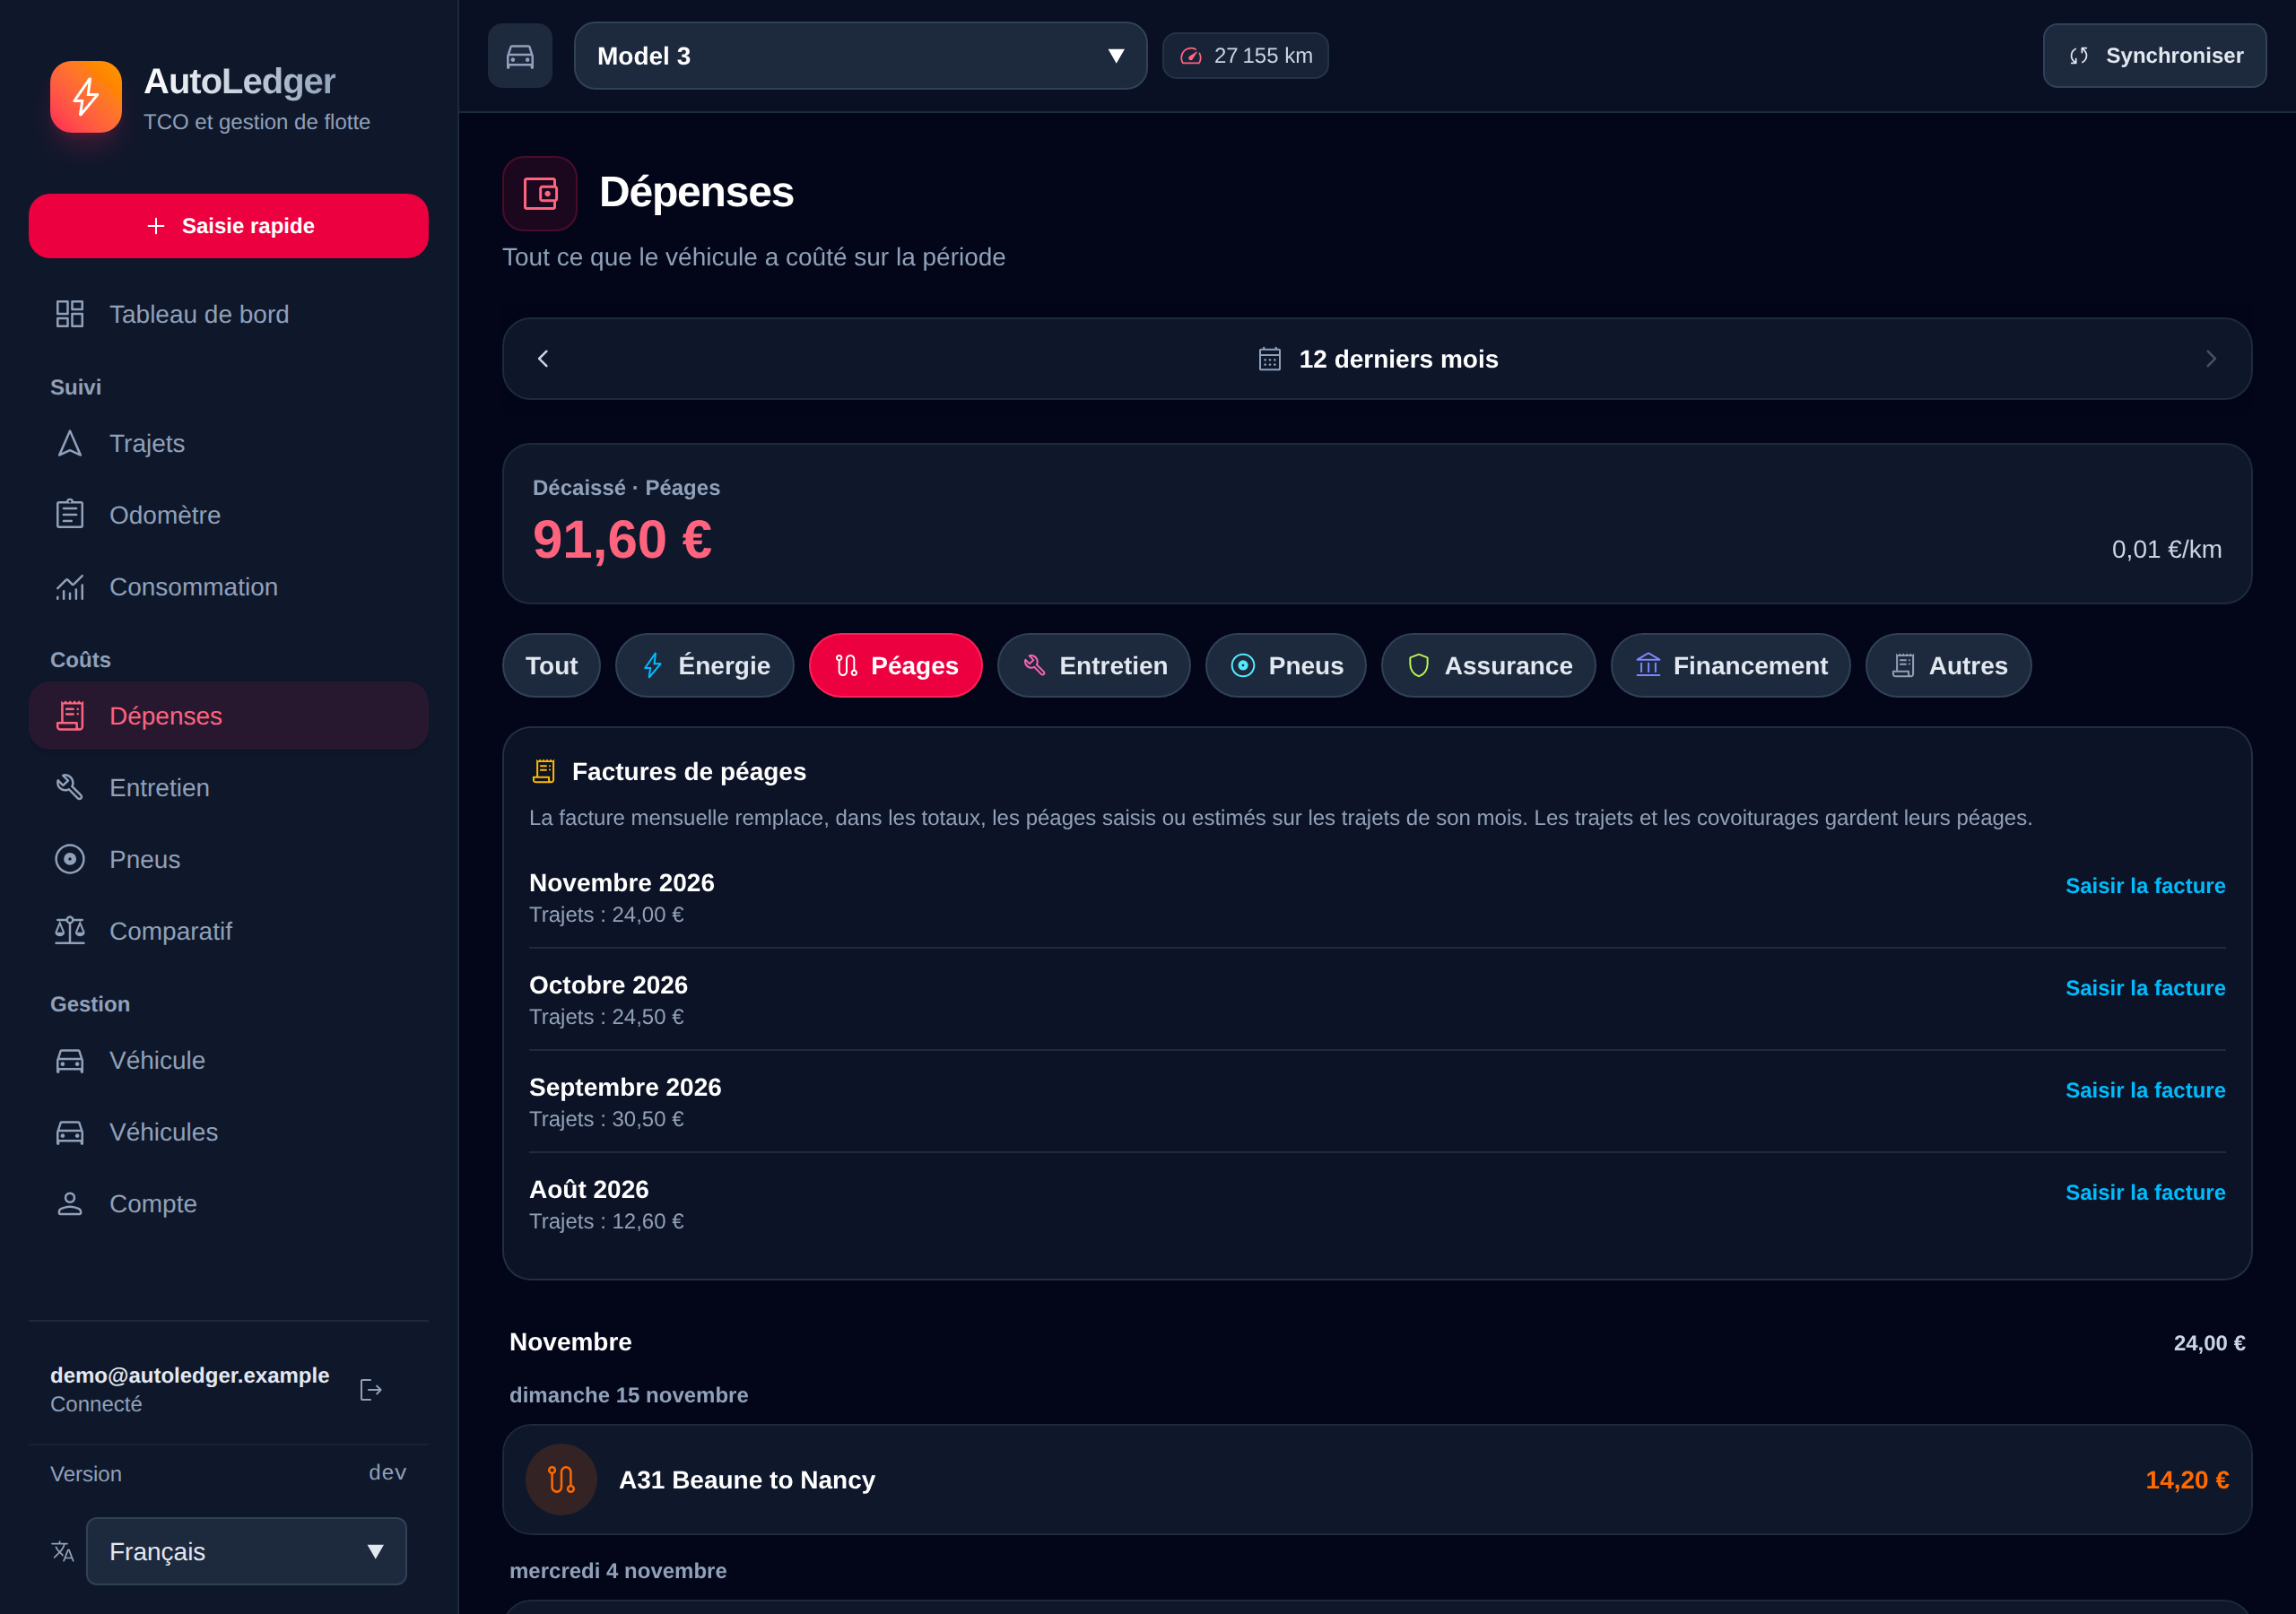 AutoLedger
TCO et gestion de flotte
Saisie rapide
Tableau de bord
Suivi
Trajets
Odomètre
Consommation
Coûts
Dépenses
Entretien
Pneus
Comparatif
Gestion
Véhicule
Véhicules
Compte
demo@autoledger.example
Connecté
Version dev
Français
Model 3
27 155 km
Synchroniser
Dépenses
Tout ce que le véhicule a coûté sur la période
12 derniers mois
Décaissé · Péages
91,60 €
0,01 €/km
Tout Énergie Péages Entretien Pneus Assurance Financement Autres
Factures de péages
La facture mensuelle remplace, dans les totaux, les péages saisis ou estimés sur les trajets de son mois. Les trajets et les covoiturages gardent leurs péages.
Novembre 2026
Saisir la facture
Trajets : 24,00 €
Octobre 2026
Saisir la facture
Trajets : 24,50 €
Septembre 2026
Saisir la facture
Trajets : 30,50 €
Août 2026
Saisir la facture
Trajets : 12,60 €
Novembre 24,00 €
dimanche 15 novembre
A31 Beaune to Nancy 14,20 €
mercredi 4 novembre